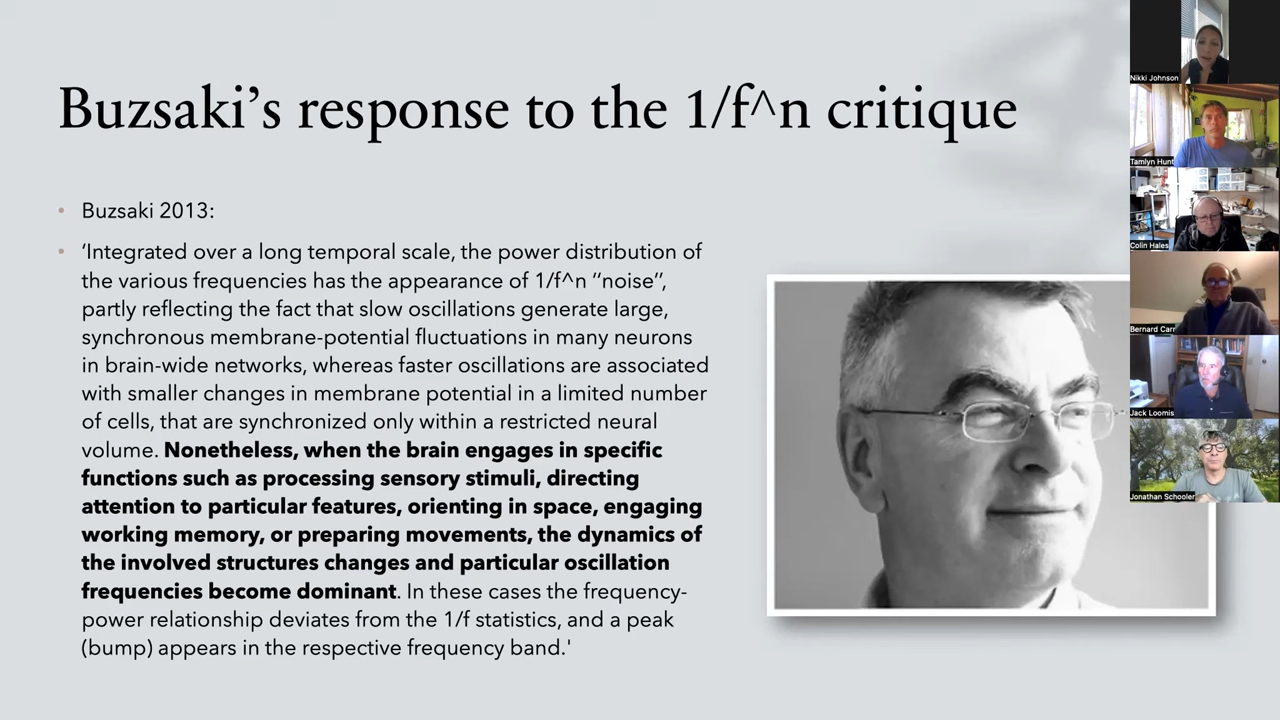 Buzsaki’s response to the 1/f^n critique
• Buzsaki 2013:
• ‘Integrated over a long temporal scale, the power distribution of
the various frequencies has the appearance of 1/f^n ‘’noise’’,
partly reflecting the fact that slow oscillations generate large,
synchronous membrane-potential fluctuations in many neurons
in brain-wide networks, whereas faster oscillations are associated
with smaller changes in membrane potential in a limited number
of cells, that are synchronized only within a restricted neural
volume. Nonetheless, when the brain engages in specific
functions such as processing sensory stimuli, directing
attention to particular features, orienting in space, engaging
working memory, or preparing movements, the dynamics of
the involved structures changes and particular oscillation
frequencies become dominant. In these cases the frequency-
power relationship deviates from the 1/f statistics, and a peak
(bump) appears in the respective frequency band.'
Nikki Johnson
Tamlyn Hunt
Colin Hales
Bernard Carr
Jack Loomis
Jonathan Schooler